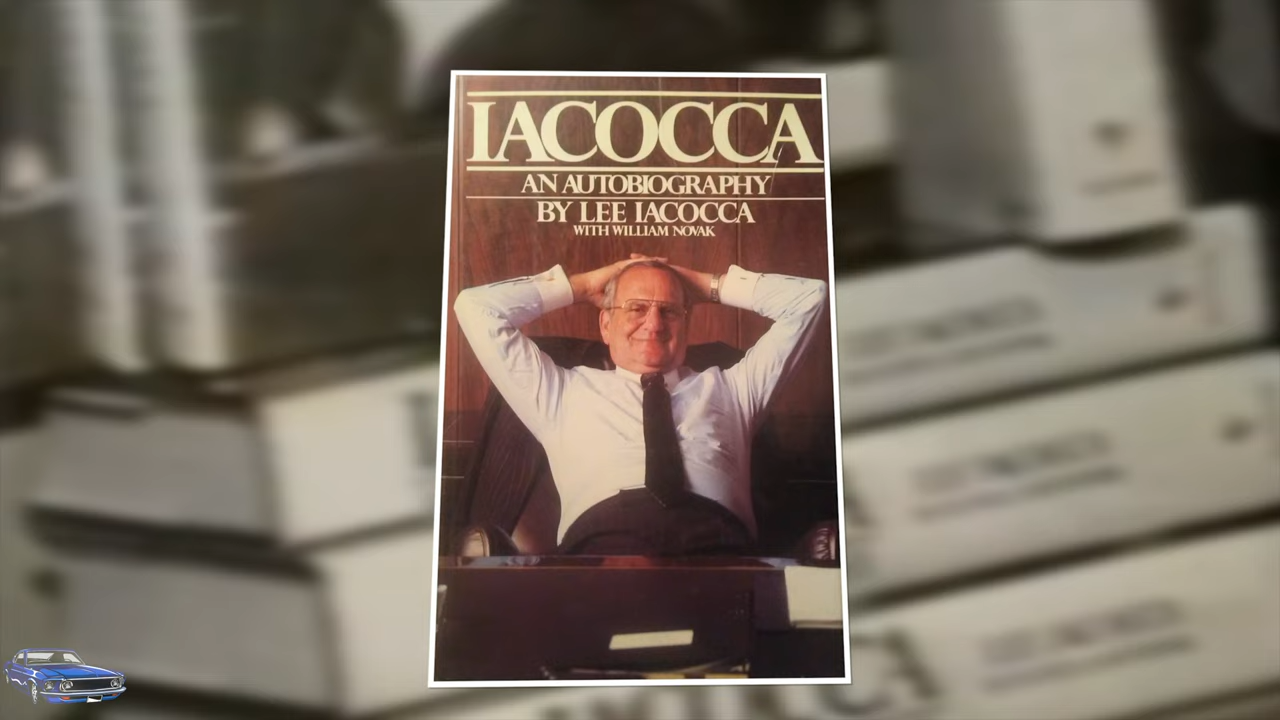 IACOCCA
AN AUTOBIOGRAPHY
BY LEE IACOCCA
WITH WILLIAM NOVAK